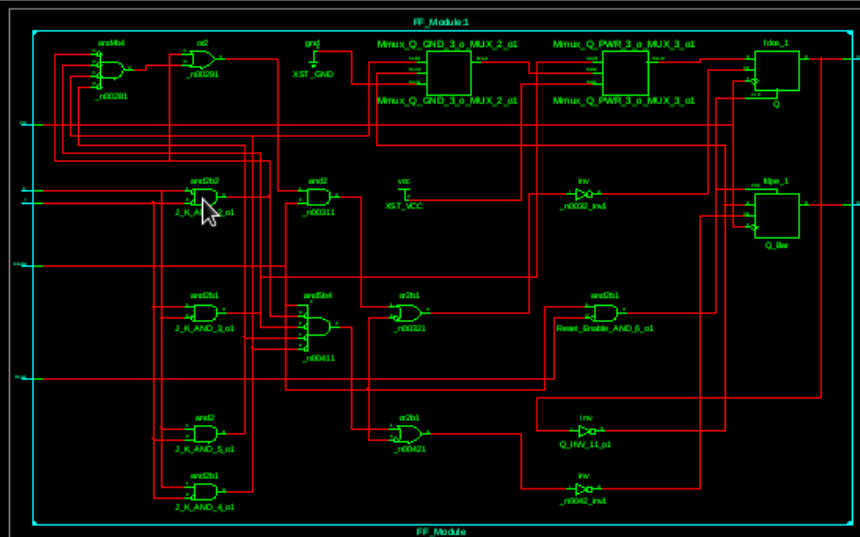 FF_Module:1
and4b4
or2
gnd
Mmux_Q_GND_3_o_MUX_2_o1
Mmux_Q_PWR_3_o_MUX_3_o1
XST_GND
_n00281
_n00291
Mmux_Q_GND_3_o_MUX_2_o1
Mmux_Q_PWR_3_o_MUX_3_o1
Q
and2b2
and2
vcc
inv
fdpe_1
_n00311
XST_VCC
_n0032_inv1
Q_Bar
and2b1
and5b4
or2b1
and2b1
J_K_AND_3_o1
_n00321
Reset_Enable_AND_6_o1
_n00411
and2
or2b1
inv
J_K_AND_5_o1
_n00421
Q_INV_11_o1
and2b1
inv
J_K_AND_4_o1
_n0042_inv1
FF_Module